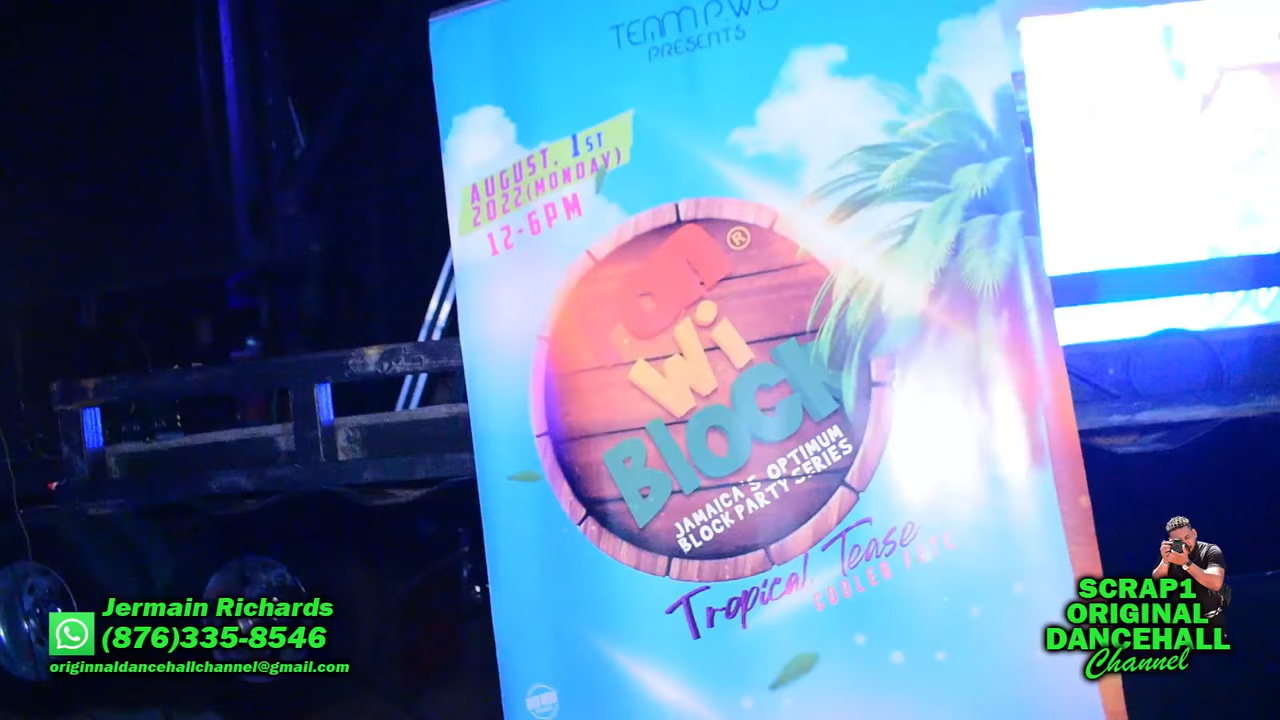 TEAM P.W.O
PRESENTS
AUGUST. 1ST
2022(MONDAY)
12-6PM
®
Wi
BLOCK
JAMAICA'S OPTIMUM
BLOCK PARTY SERIES
Tropical Tease
COOLER FETE
Jermain Richards
(876)335-8546
originnaldancehallchannel@gmail.com
SCRAP1
ORIGINAL
DANCEHALL
Channel